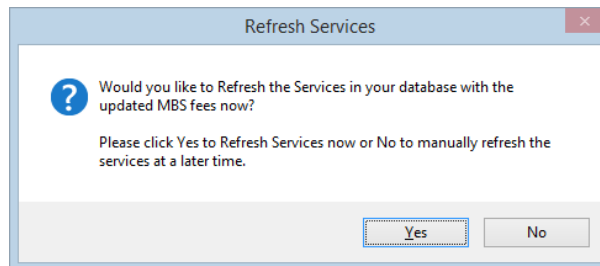 Refresh Services
Would you like to Refresh the Services in your database with the
updated MBS fees now?
Please click Yes to Refresh Services now or No to manually refresh the
services at a later time.
Yes
No